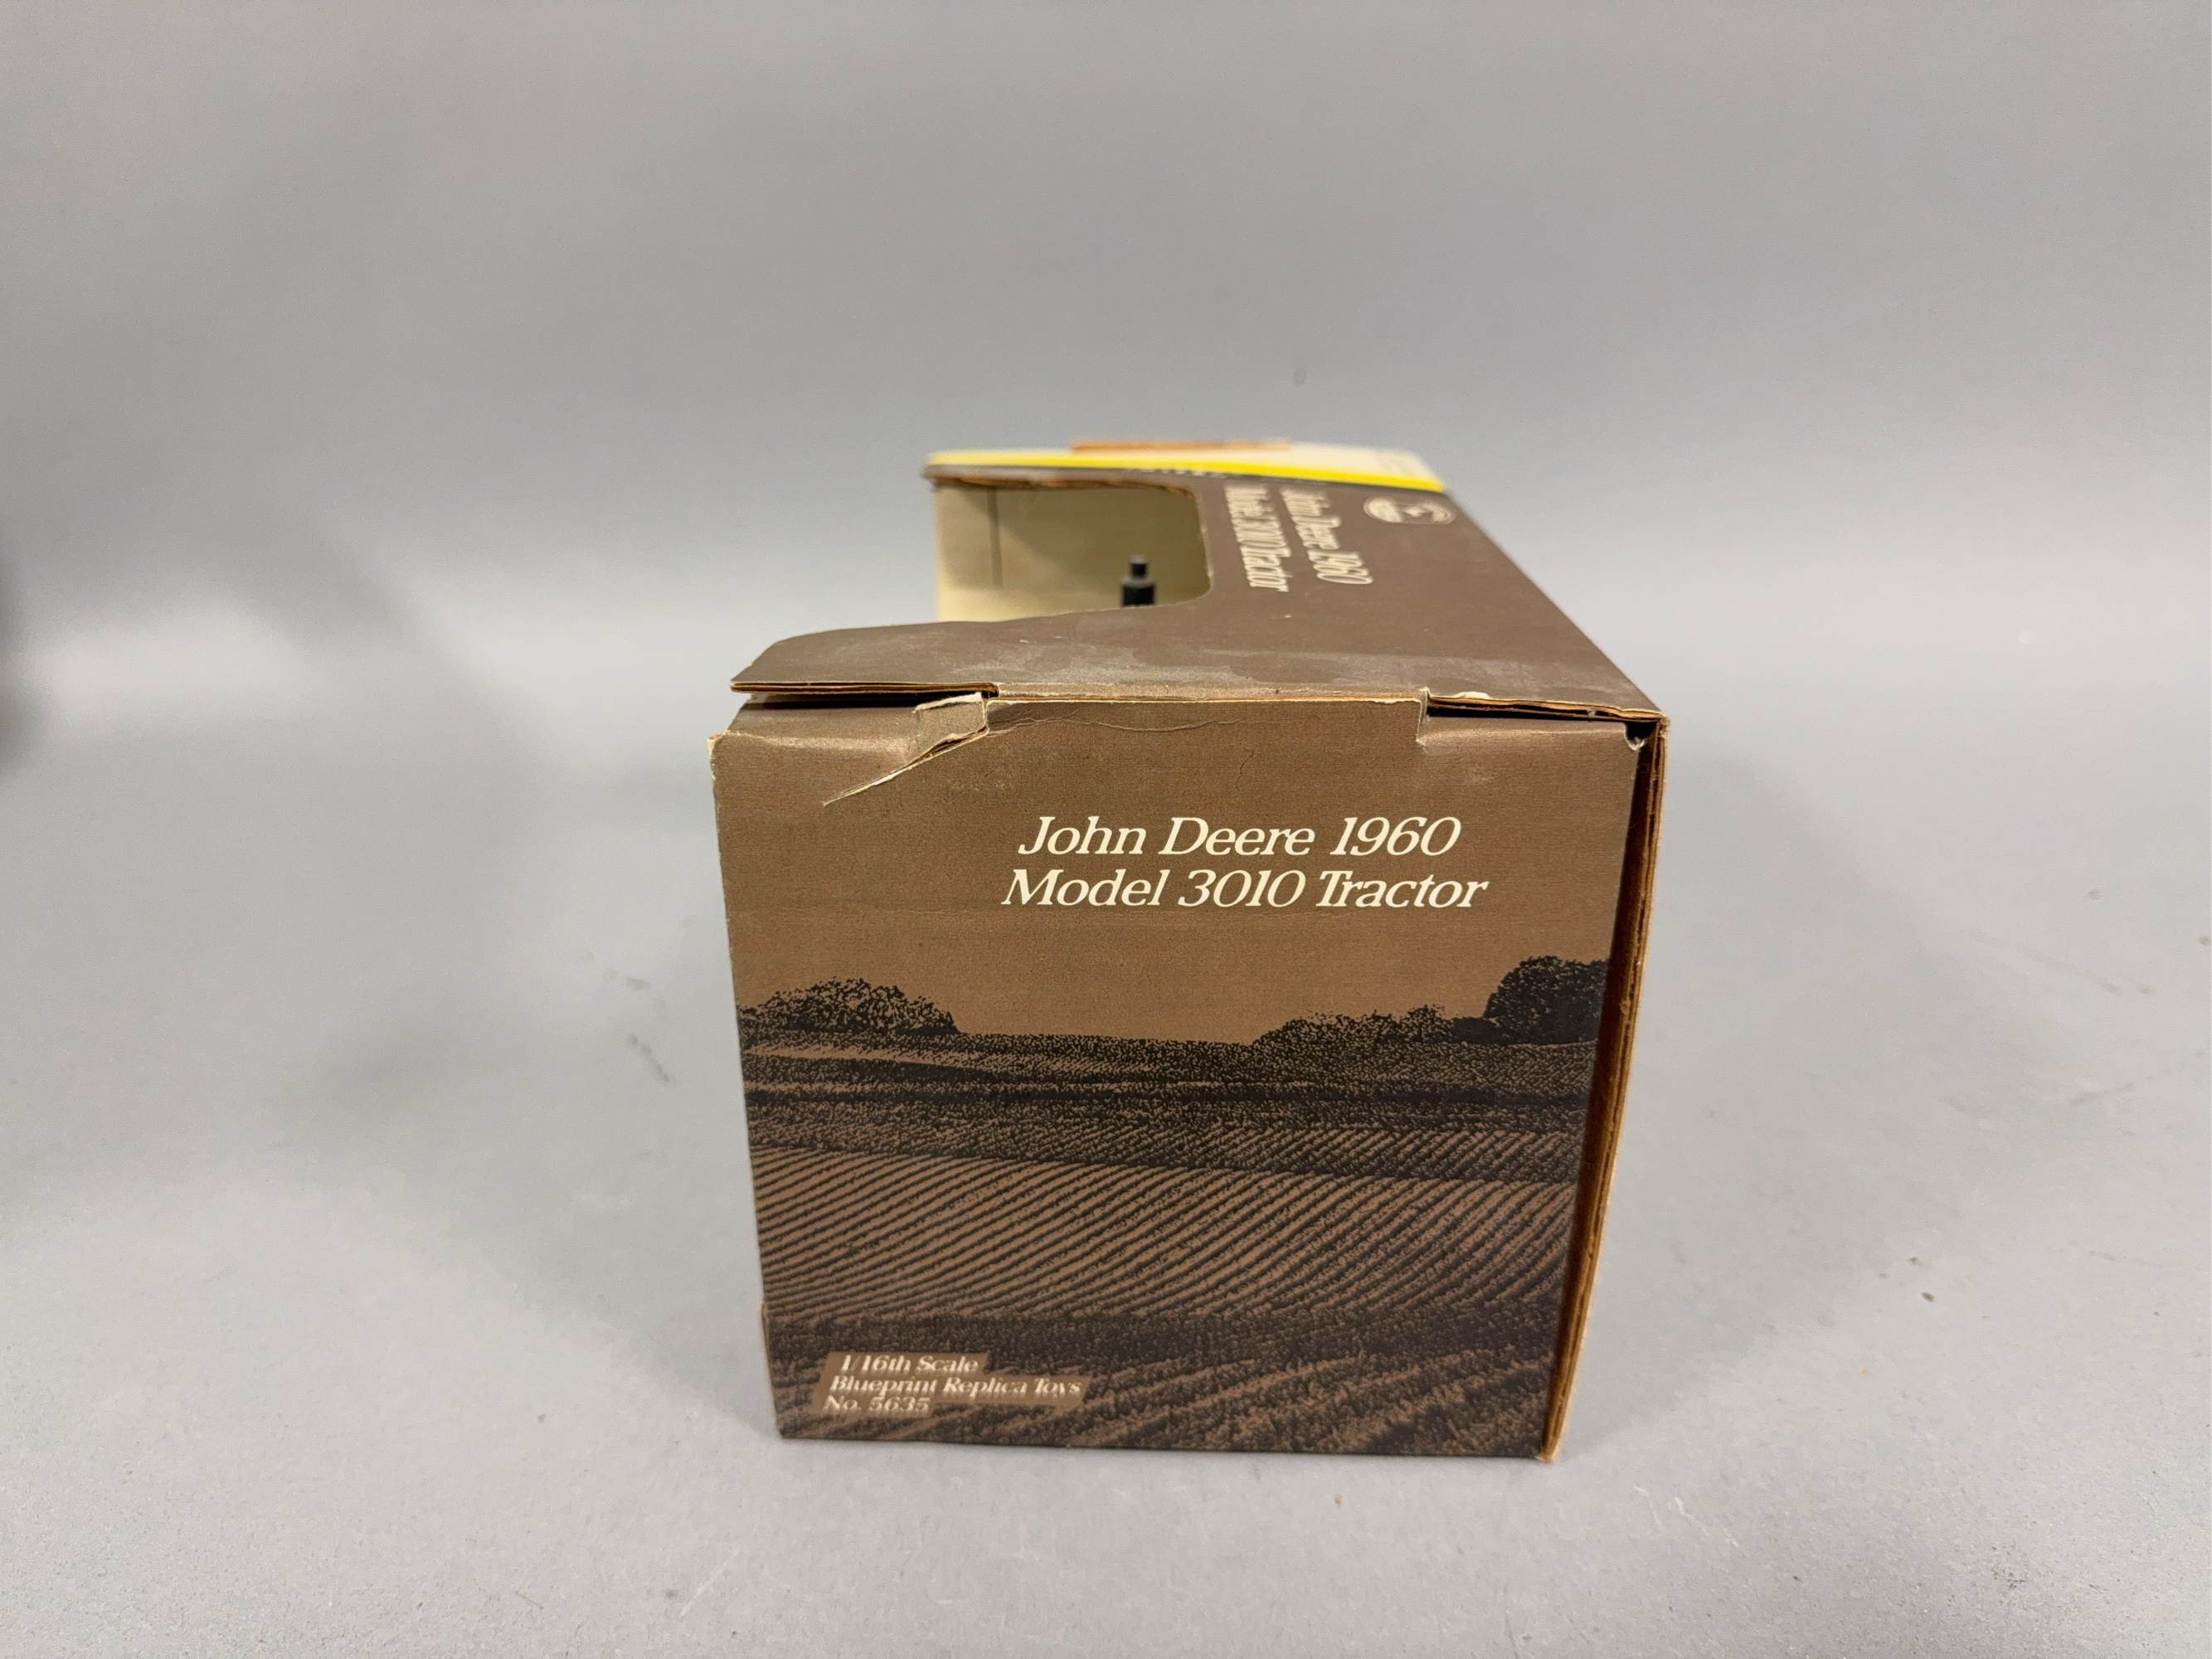 John Deere 1960
Model 3010 Tractor
John Deere 1960
Model 3010 Tractor
1/16th Scale
Blueprint Replica Toys
No. 5635